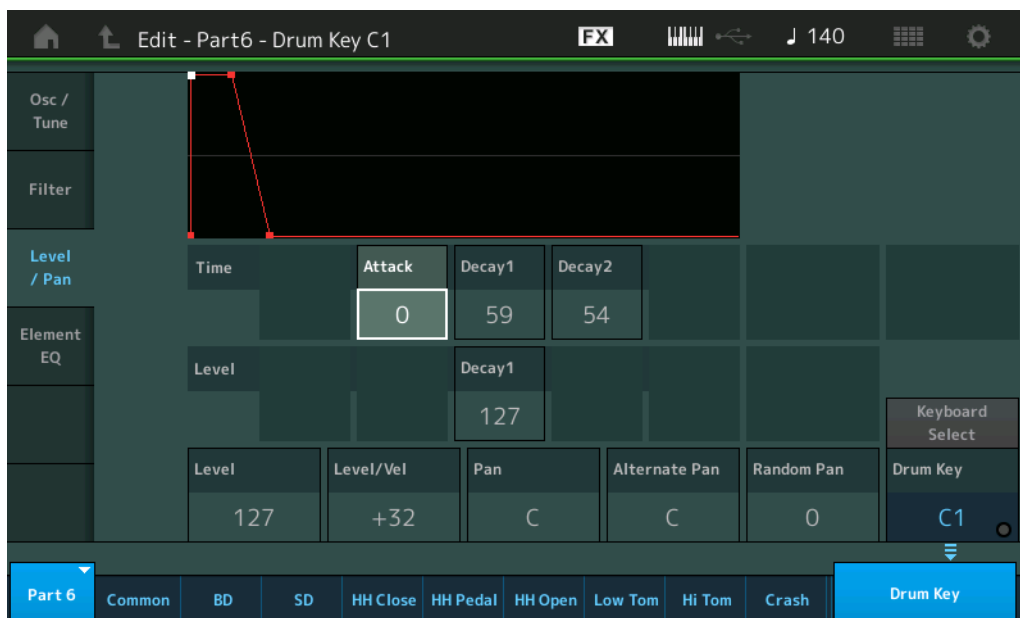 Edit - Part6 - Drum Key C1
FX
140
Osc /
Tune
Filter
Level
/ Pan
Element
EQ
Time
Attack
Decay1
Decay2
0
59
54
Level
Decay1
127
Keyboard
Select
Level
Level/Vel
Pan
Alternate Pan
Random Pan
Drum Key
127
+32
C
C
0
C1
Part 6
Common
BD
SD
HH Close
HH Pedal
HH Open
Low Tom
Hi Tom
Crash
Drum Key